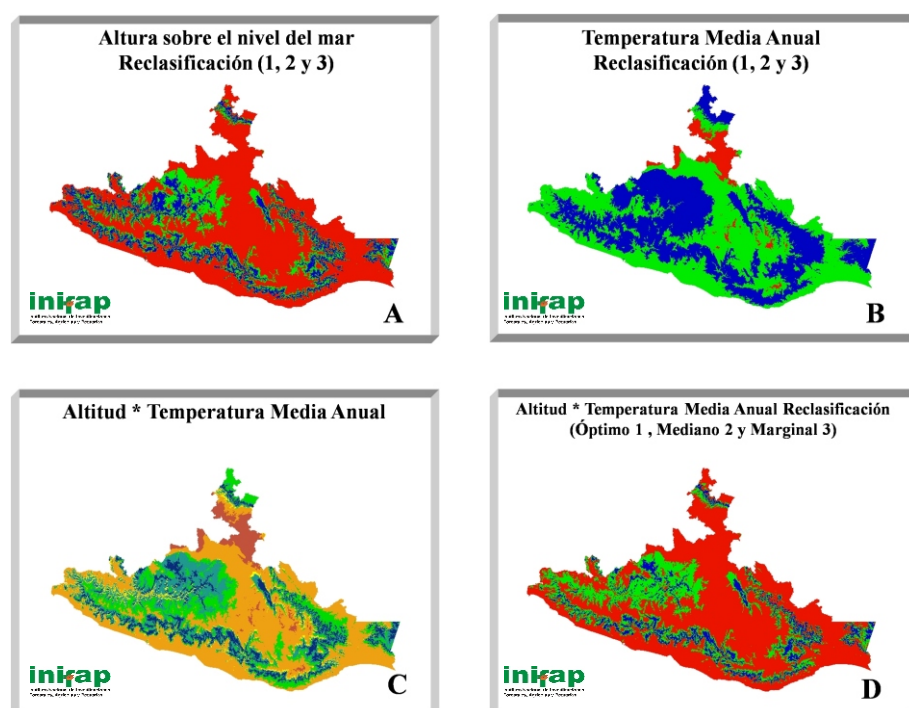 Altura sobre el nivel del mar
Reclasificación (1, 2 y 3)
inifap
A
Temperatura Media Anual
Reclasificación (1, 2 y 3)
inifap
B
Altitud * Temperatura Media Anual
inifap
C
Altitud * Temperatura Media Anual Reclasificación
(Óptimo 1 , Mediano 2 y Marginal 3)
inifap
D